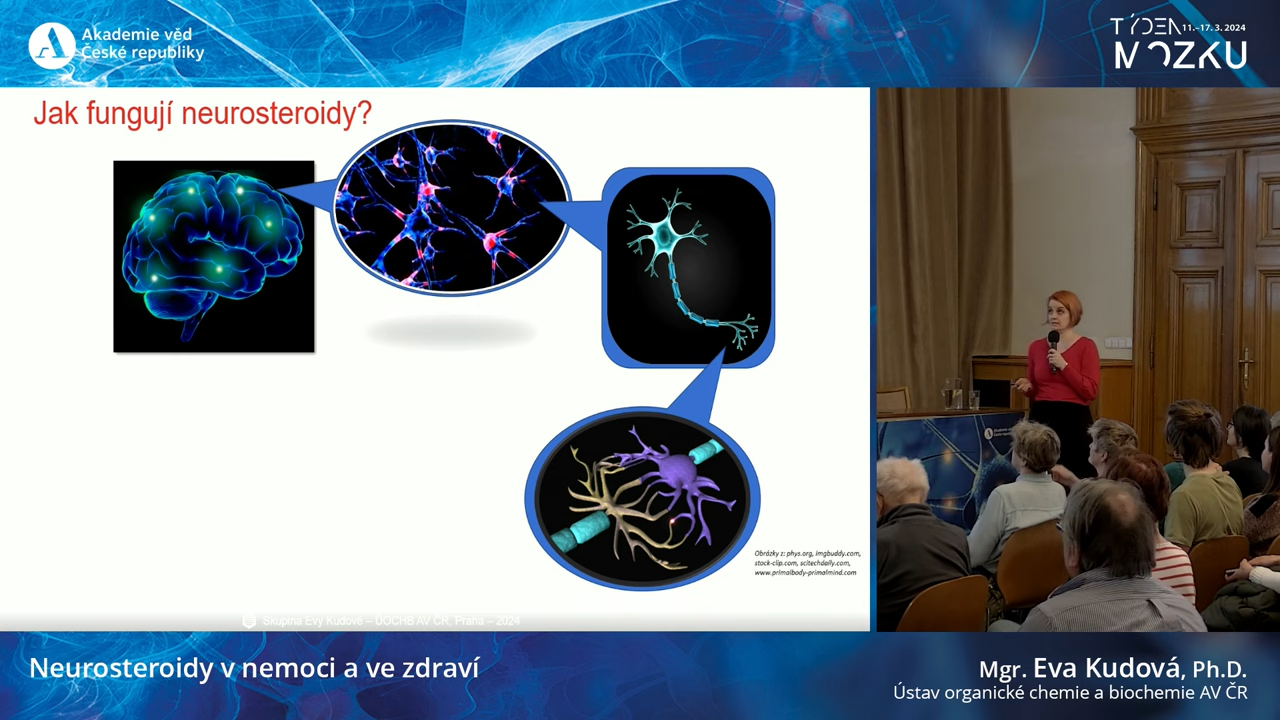 Akademie věd
České republiky
TÝDEN 11.–17. 3. 2024
MOZKU
Jak fungují neurosteroidy?
Obrázky z: phys.org, imgbuddy.com,
stock-clip.com, scitechdaily.com,
www.primalbody-primalmind.com
Skupina Evy Kudové – ÚOCHB AV ČR, Praha – 2024
Neurosteroidy v nemoci a ve zdraví
Mgr. Eva Kudová, Ph.D.
Ústav organické chemie a biochemie AV ČR